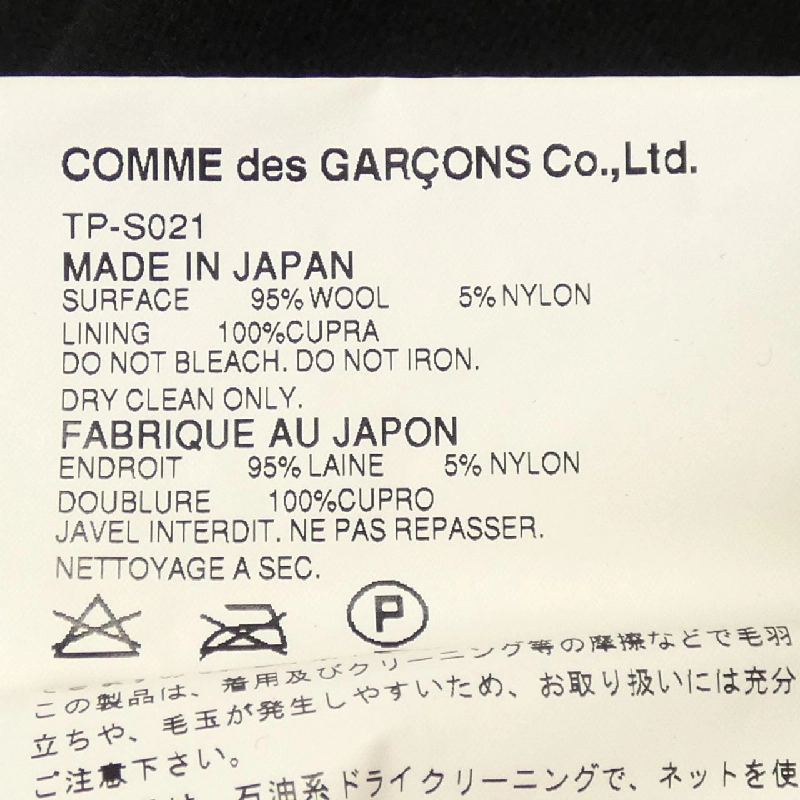 COMME des GARÇONS Co.,Ltd.
TP-S021
MADE IN JAPAN
SURFACE 95% WOOL 5% NYLON
LINING 100%CUPRA
DO NOT BLEACH. DO NOT IRON.
DRY CLEAN ONLY.
FABRIQUE AU JAPON
ENDROIT 95% LAINE 5% NYLON
DOUBLURE 100%CUPRO
JAVEL INTERDIT. NE PAS REPASSER.
NETTOYAGE A SEC.
P
この製品は、着用及びクリーニング等の摩擦などで毛羽
立ちや、毛玉が発生しやすいため、お取り扱いには充分
ご注意下さい。
石油系ドライクリーニングで、ネットを使